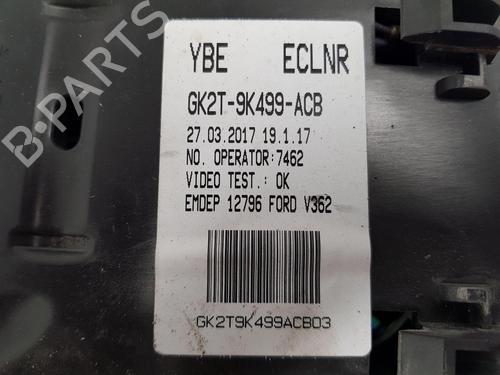 YBE ECLNR
GK2T-9K499-ACB
27.03.2017 19.1.17
NO. OPERATOR:7462
VIDEO TEST.: OK
EMDEP 12796 FORD V362
GK2T9K499ACB03
B-PARTS